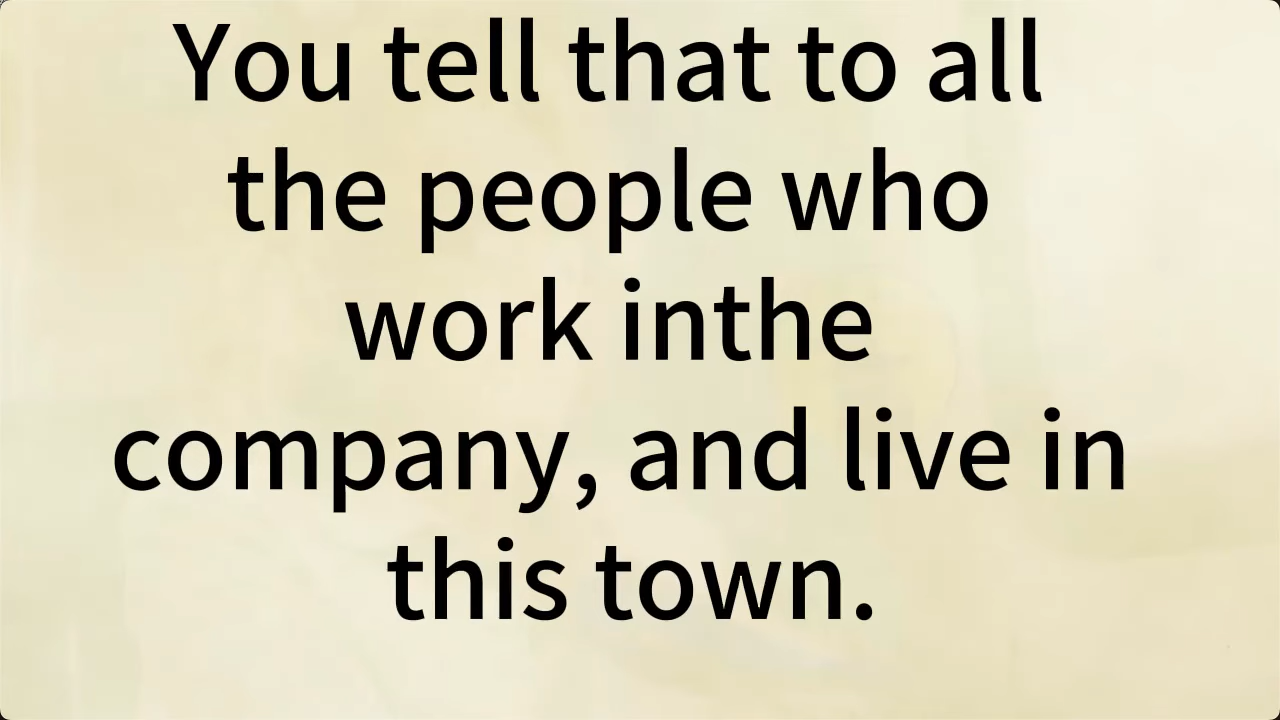 You tell that to all
the people who
work inthe
company, and live in
this town.